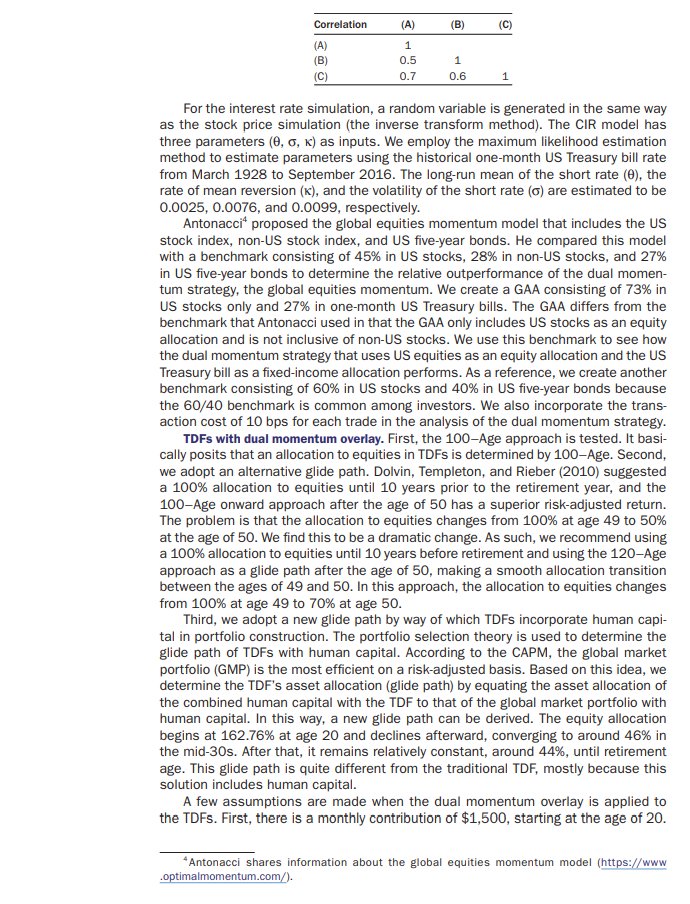 Correlation (A) (B) (C)
(A) 1
(B) 0.5 1
(C) 0.7 0.6 1
For the interest rate simulation, a random variable is generated in the same way
as the stock price simulation (the inverse transform method). The CIR model has
three parameters (θ, σ, κ) as inputs. We employ the maximum likelihood estimation
method to estimate parameters using the historical one-month US Treasury bill rate
from March 1928 to September 2016. The long-run mean of the short rate (θ), the
rate of mean reversion (κ), and the volatility of the short rate (σ) are estimated to be
0.0025, 0.0076, and 0.0099, respectively.
Antonacci⁴ proposed the global equities momentum model that includes the US
stock index, non-US stock index, and US five-year bonds. He compared this model
with a benchmark consisting of 45% in US stocks, 28% in non-US stocks, and 27%
in US five-year bonds to determine the relative outperformance of the dual momen-
tum strategy, the global equities momentum. We create a GAA consisting of 73% in
US stocks only and 27% in one-month US Treasury bills. The GAA differs from the
benchmark that Antonacci used in that the GAA only includes US stocks as an equity
allocation and is not inclusive of non-US stocks. We use this benchmark to see how
the dual momentum strategy that uses US equities as an equity allocation and the US
Treasury bill as a fixed-income allocation performs. As a reference, we create another
benchmark consisting of 60% in US stocks and 40% in US five-year bonds because
the 60/40 benchmark is common among investors. We also incorporate the trans-
action cost of 10 bps for each trade in the analysis of the dual momentum strategy.
TDFs with dual momentum overlay. First, the 100–Age approach is tested. It basi-
cally posits that an allocation to equities in TDFs is determined by 100–Age. Second,
we adopt an alternative glide path. Dolvin, Templeton, and Rieber (2010) suggested
a 100% allocation to equities until 10 years prior to the retirement year, and the
100–Age onward approach after the age of 50 has a superior risk-adjusted return.
The problem is that the allocation to equities changes from 100% at age 49 to 50%
at the age of 50. We find this to be a dramatic change. As such, we recommend using
a 100% allocation to equities until 10 years before retirement and using the 120–Age
approach as a glide path after the age of 50, making a smooth allocation transition
between the ages of 49 and 50. In this approach, the allocation to equities changes
from 100% at age 49 to 70% at age 50.
Third, we adopt a new glide path by way of which TDFs incorporate human capi-
tal in portfolio construction. The portfolio selection theory is used to determine the
glide path of TDFs with human capital. According to the CAPM, the global market
portfolio (GMP) is the most efficient on a risk-adjusted basis. Based on this idea, we
determine the TDF's asset allocation (glide path) by equating the asset allocation of
the combined human capital with the TDF to that of the global market portfolio with
human capital. In this way, a new glide path can be derived. The equity allocation
begins at 162.76% at age 20 and declines afterward, converging to around 46% in
the mid-30s. After that, it remains relatively constant, around 44%, until retirement
age. This glide path is quite different from the traditional TDF, mostly because this
solution includes human capital.
A few assumptions are made when the dual momentum overlay is applied to
the TDFs. First, there is a monthly contribution of $1,500, starting at the age of 20.
⁴Antonacci shares information about the global equities momentum model (https://www
.optimalmomentum.com/).